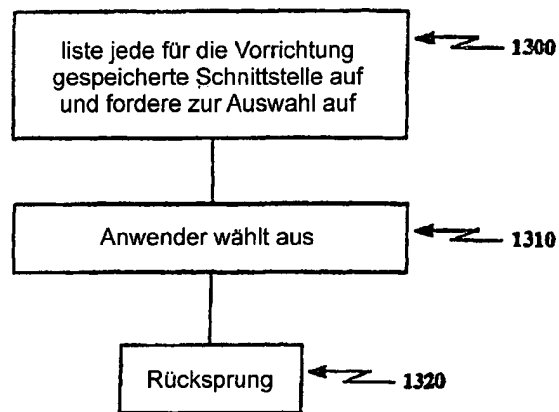 liste jede für die Vorrichtung
gespeicherte Schnittstelle auf
und fordere zur Auswahl auf
1300
Anwender wählt aus
1310
Rücksprung
1320